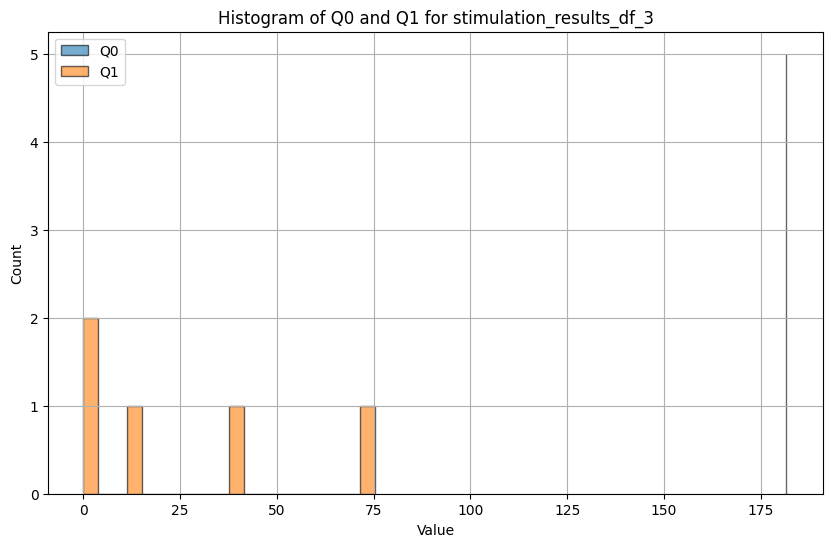 Histogram of Q0 and Q1 for stimulation_results_df_3
Q0
Q1
5
4
3
2
1
0
Count
0 25 50 75 100 125 150 175
Value